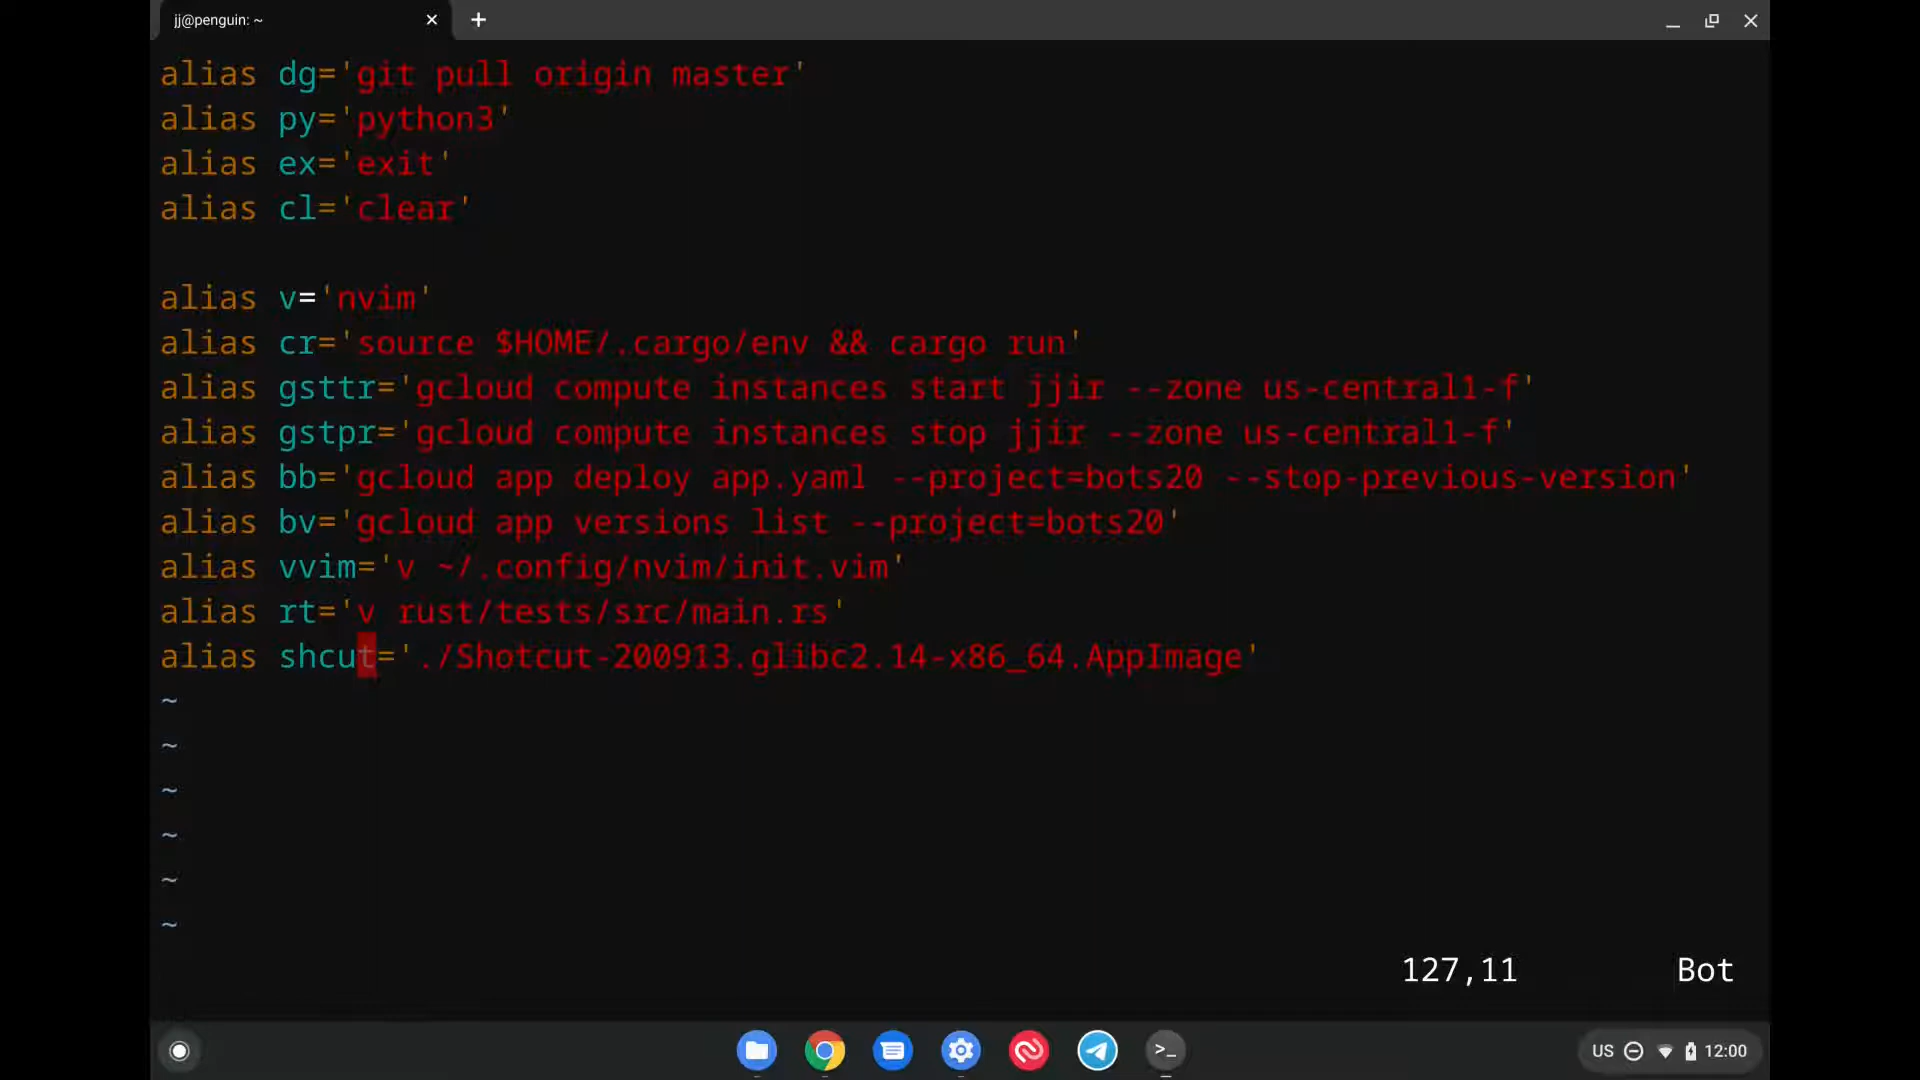 jj@penguin: ~
alias dg='git pull origin master'
alias py='python3'
alias ex='exit'
alias cl='clear'
alias v='nvim'
alias cr='source $HOME/.cargo/env && cargo run'
alias gsttr='gcloud compute instances start jjir --zone us-central1-f'
alias gstpr='gcloud compute instances stop jjir --zone us-central1-f'
alias bb='gcloud app deploy app.yaml --project=bots20 --stop-previous-version'
alias bv='gcloud app versions list --project=bots20'
alias vvim='v ~/.config/nvim/init.vim'
alias rt='v rust/tests/src/main.rs'
alias shcut='./Shotcut-200913.glibc2.14-x86_64.AppImage'
~
~
~
~
~
~
127,11 Bot
US 12:00